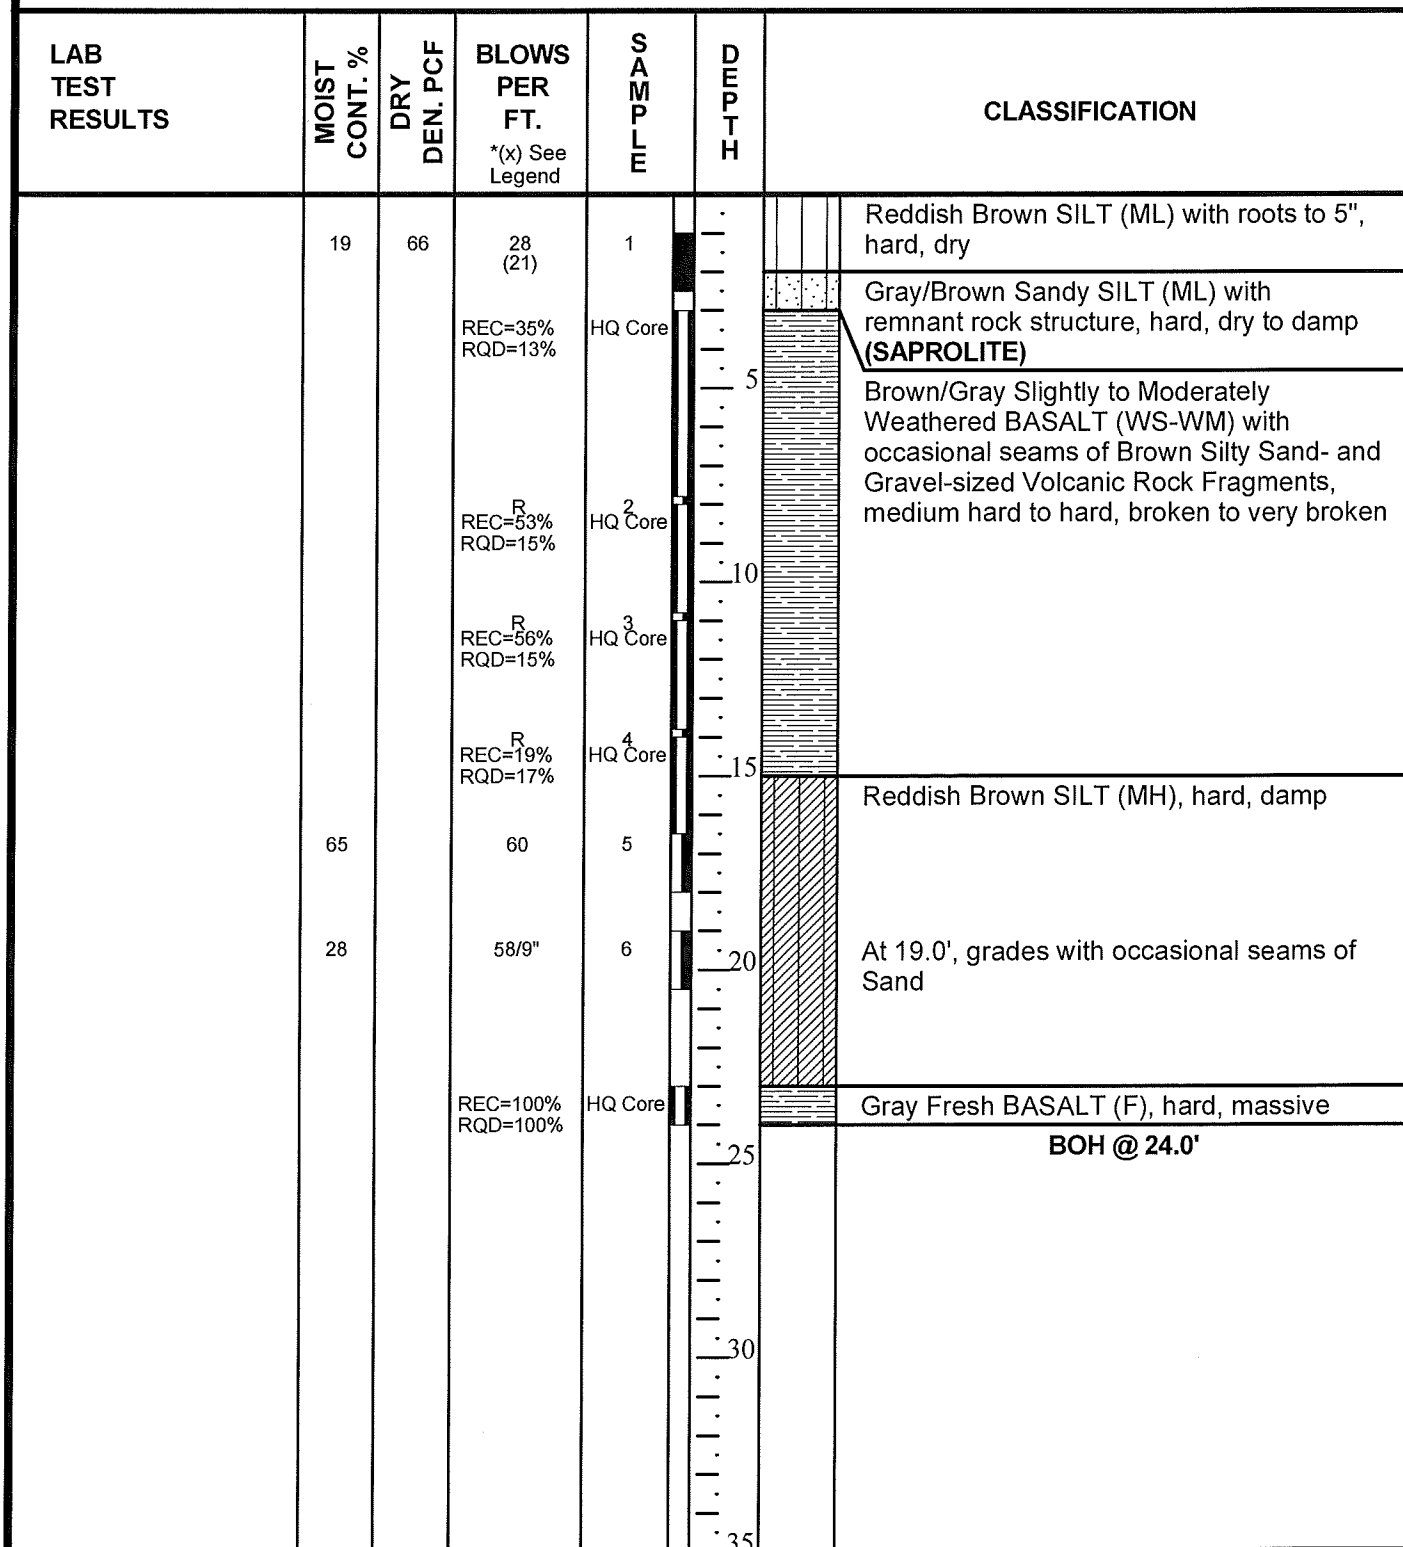 LAB
TEST
RESULTS
MOIST
CONT. %
DRY
DEN. PCF
BLOWS
PER
FT.
*(x) See
Legend
SAMPLE
DEPTH
CLASSIFICATION
Reddish Brown SILT (ML) with roots to 5",
hard, dry
19 66 28 1
(21)
Gray/Brown Sandy SILT (ML) with
remnant rock structure, hard, dry to damp
(SAPROLITE)
REC=35% HQ Core
RQD=13%
5
Brown/Gray Slightly to Moderately
Weathered BASALT (WS-WM) with
occasional seams of Brown Silty Sand- and
Gravel-sized Volcanic Rock Fragments,
medium hard to hard, broken to very broken
R 2
REC=53% HQ Core
RQD=15%
10
R 3
REC=56% HQ Core
RQD=15%
R 4
REC=19% HQ Core
RQD=17%
15
Reddish Brown SILT (MH), hard, damp
65 60 5
28 58/9" 6
20
At 19.0', grades with occasional seams of
Sand
REC=100% HQ Core
RQD=100%
Gray Fresh BASALT (F), hard, massive
BOH @ 24.0'
25
30
35